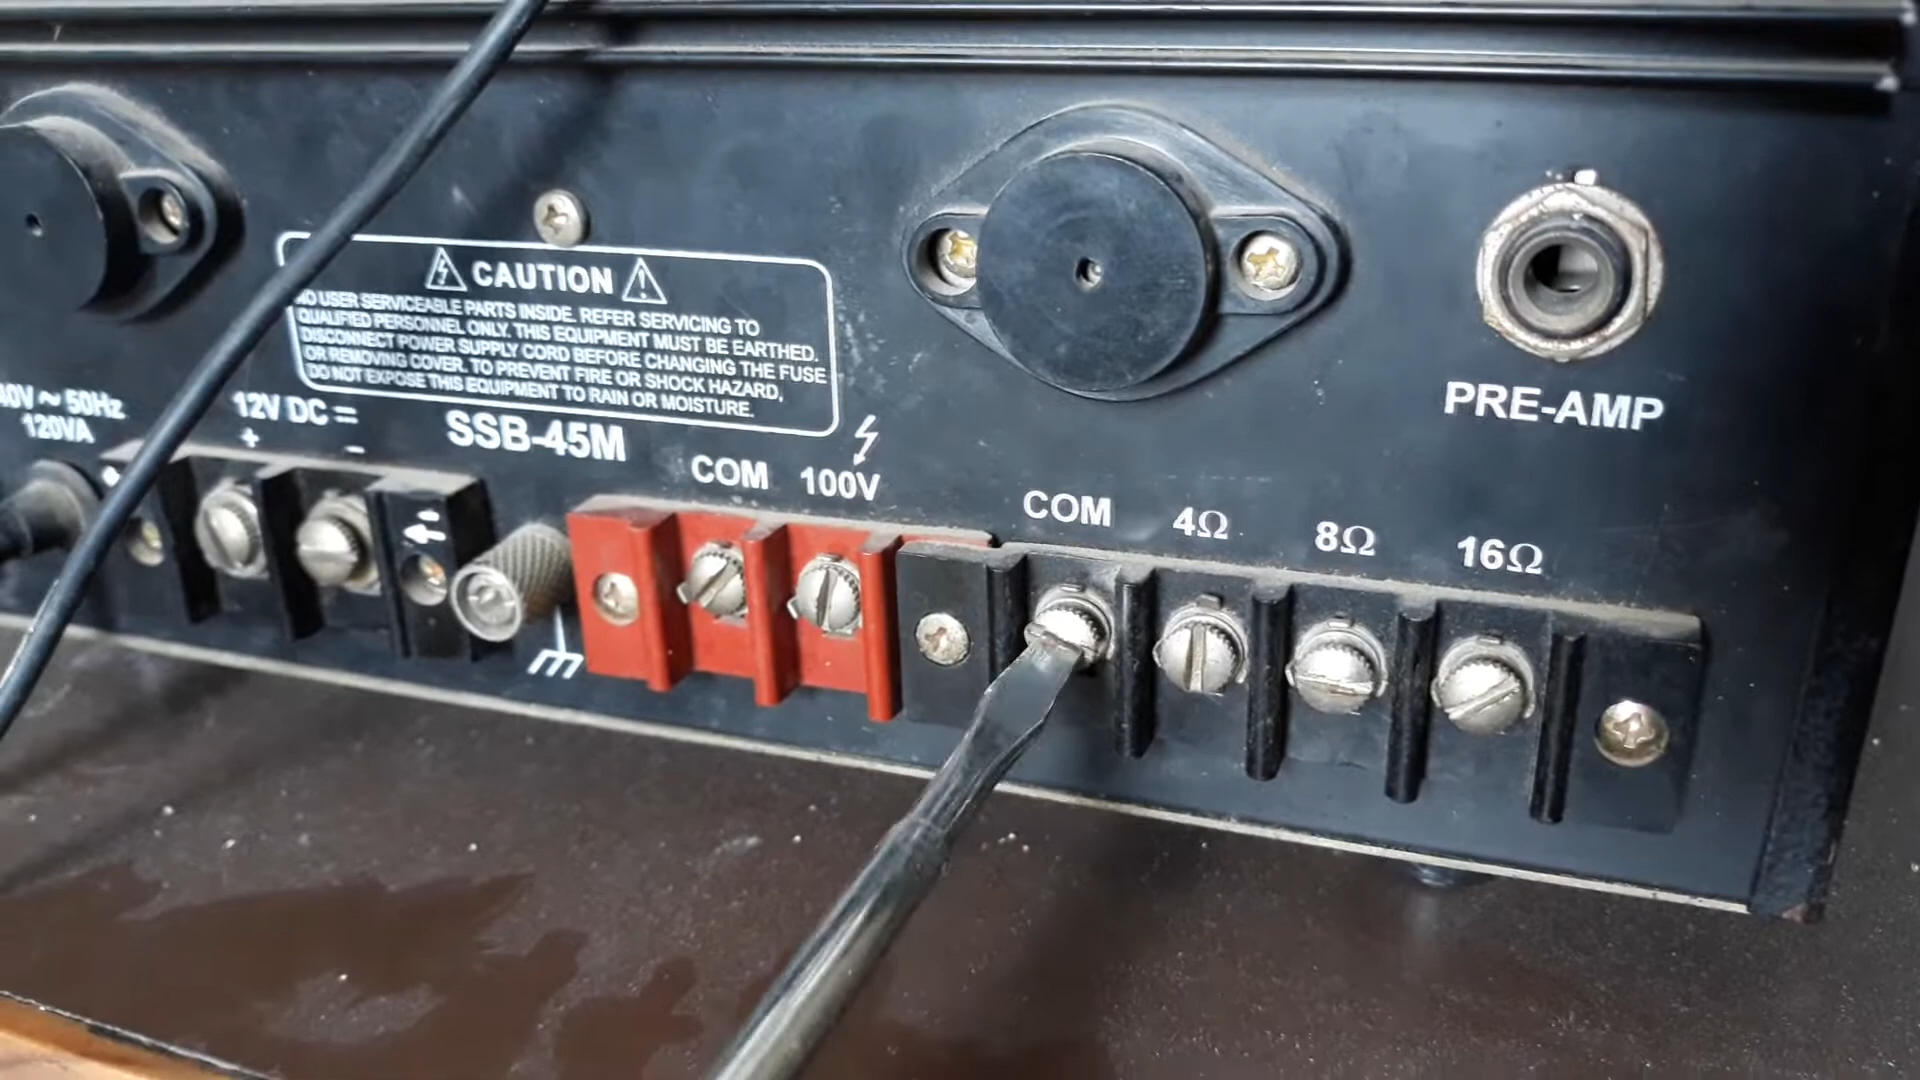 CAUTION
NO USER SERVICEABLE PARTS INSIDE. REFER SERVICING TO
QUALIFIED PERSONNEL ONLY. THIS EQUIPMENT MUST BE EARTHED.
DISCONNECT POWER SUPPLY CORD BEFORE CHANGING THE FUSE
OR REMOVING COVER. TO PREVENT FIRE OR SHOCK HAZARD,
DO NOT EXPOSE THIS EQUIPMENT TO RAIN OR MOISTURE.
PRE-AMP
40V ~ 50Hz
120VA
12V DC
+ −
SSB-45M
COM 100V
COM 4Ω 8Ω 16Ω